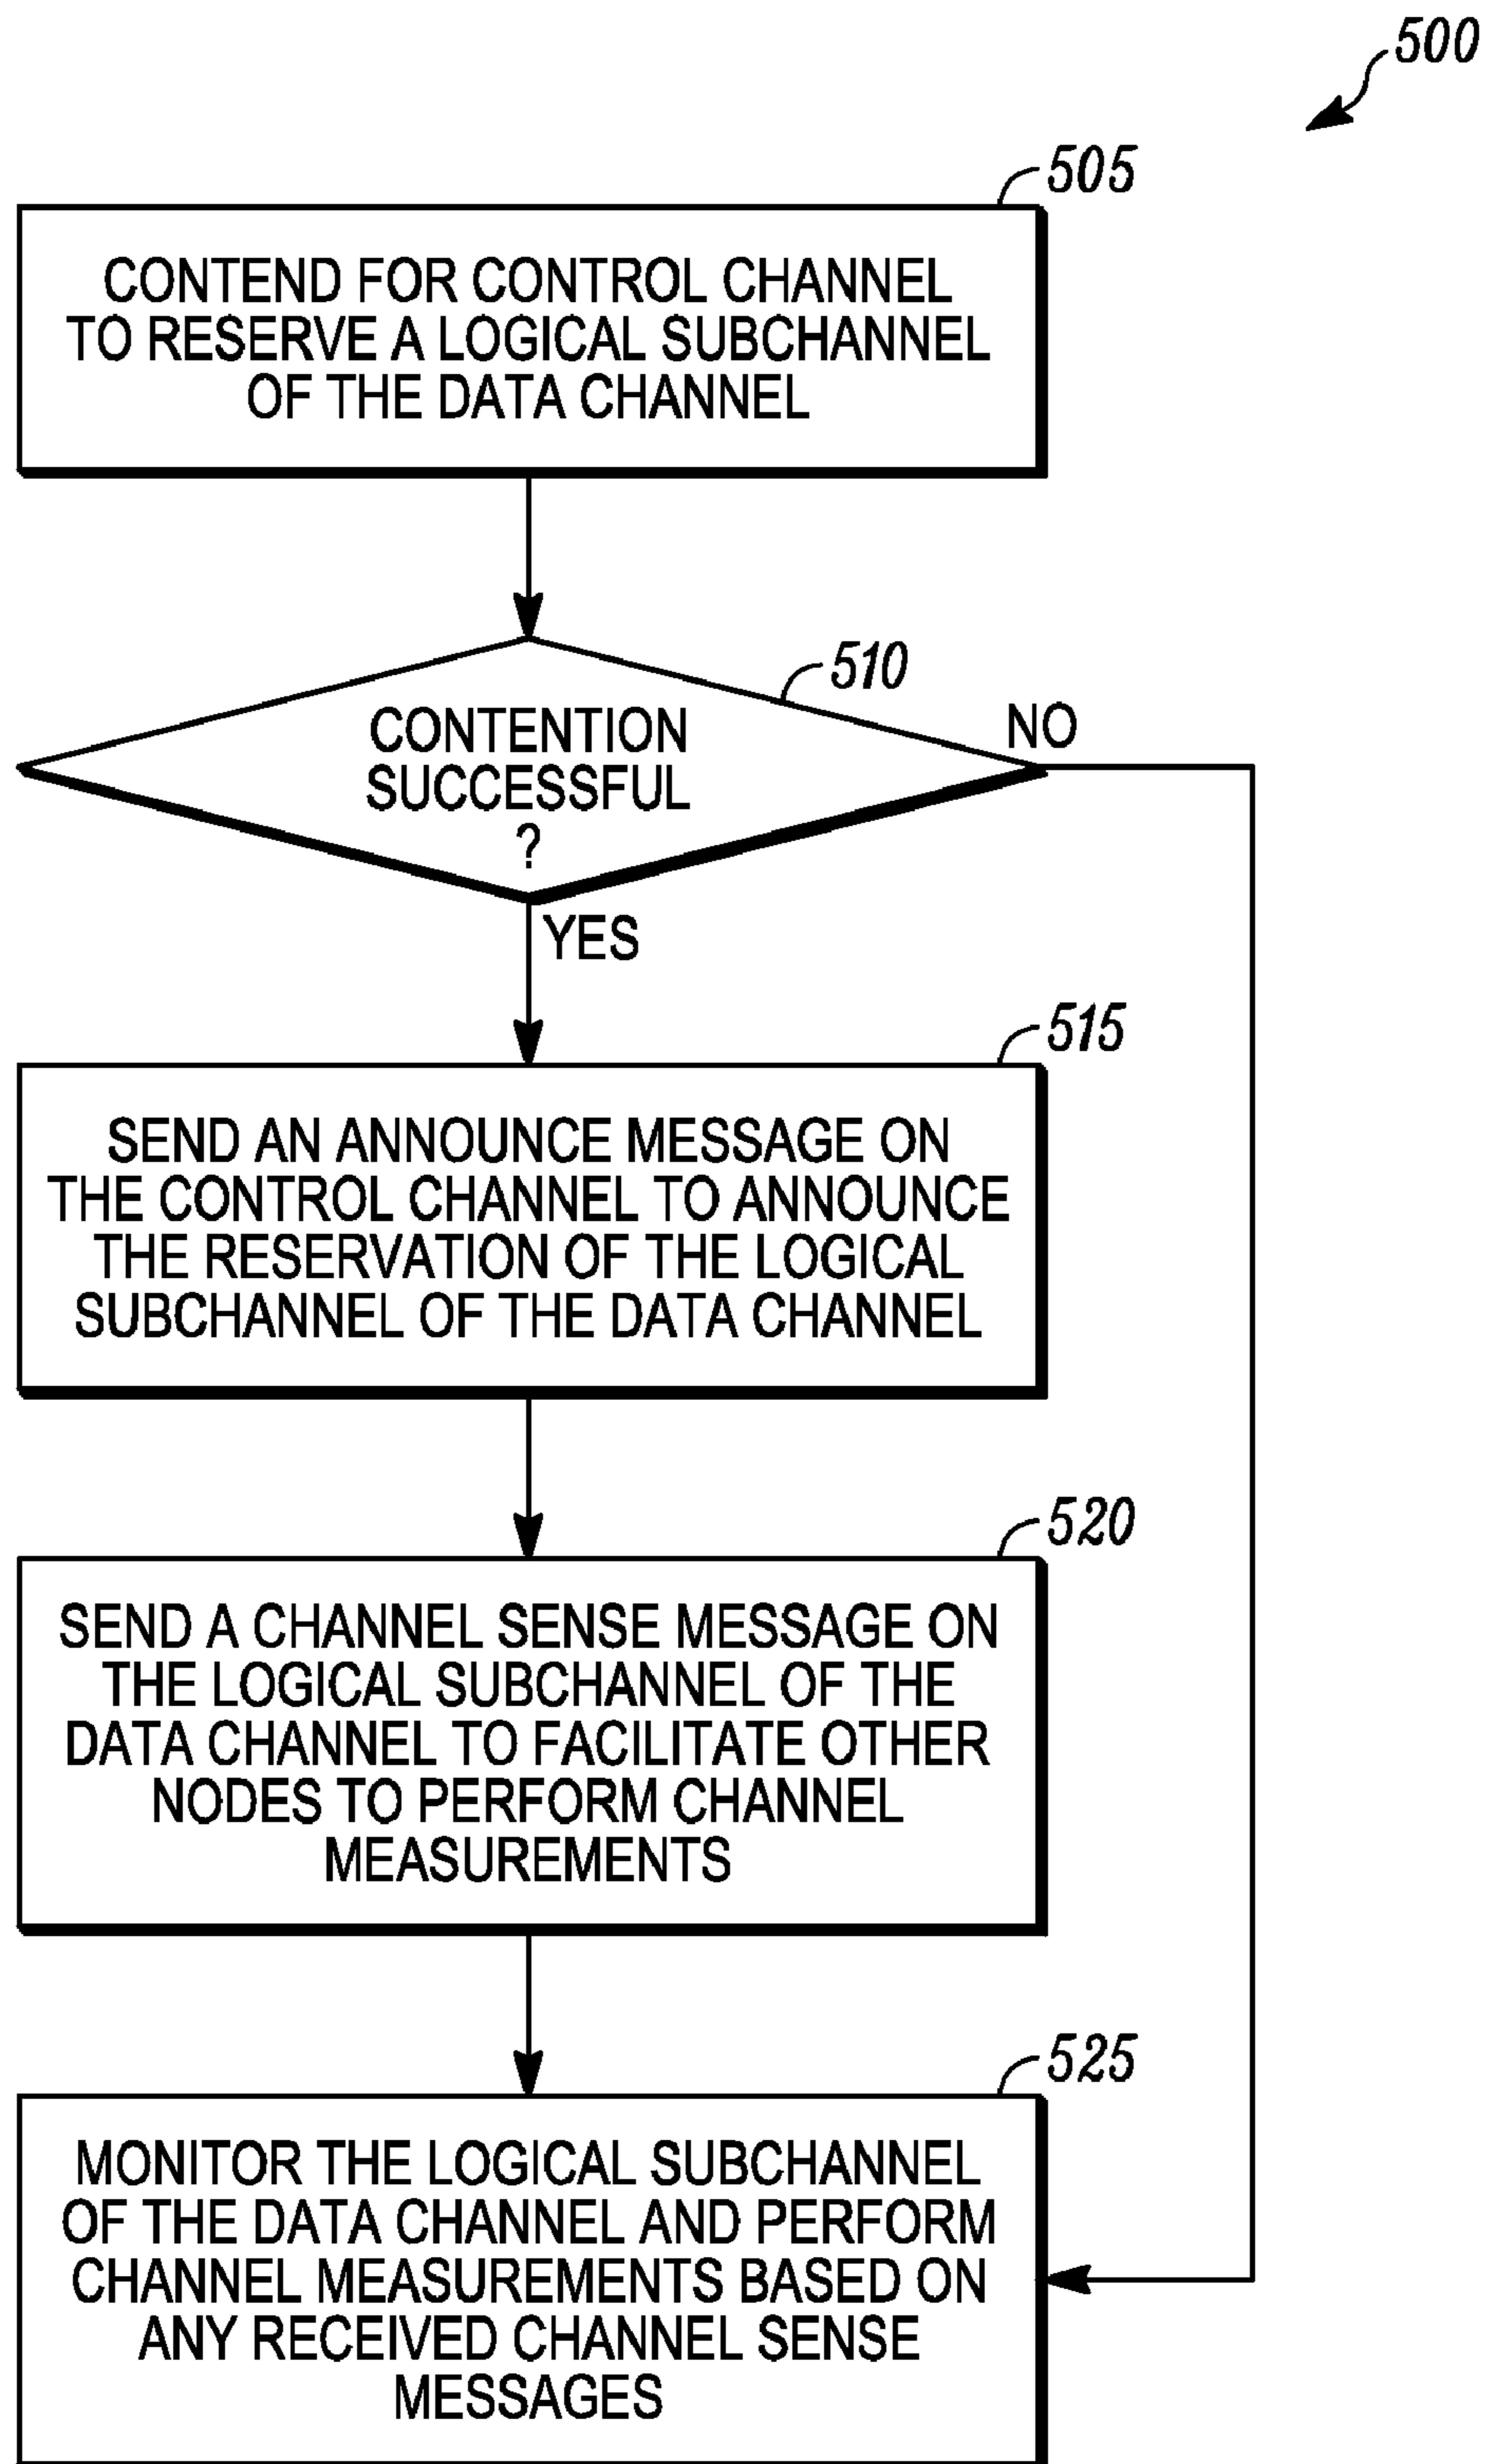 500
505
CONTEND FOR CONTROL CHANNEL
TO RESERVE A LOGICAL SUBCHANNEL
OF THE DATA CHANNEL
510
CONTENTION
SUCCESSFUL
?
NO
YES
515
SEND AN ANNOUNCE MESSAGE ON
THE CONTROL CHANNEL TO ANNOUNCE
THE RESERVATION OF THE LOGICAL
SUBCHANNEL OF THE DATA CHANNEL
520
SEND A CHANNEL SENSE MESSAGE ON
THE LOGICAL SUBCHANNEL OF THE
DATA CHANNEL TO FACILITATE OTHER
NODES TO PERFORM CHANNEL
MEASUREMENTS
525
MONITOR THE LOGICAL SUBCHANNEL
OF THE DATA CHANNEL AND PERFORM
CHANNEL MEASUREMENTS BASED ON
ANY RECEIVED CHANNEL SENSE
MESSAGES